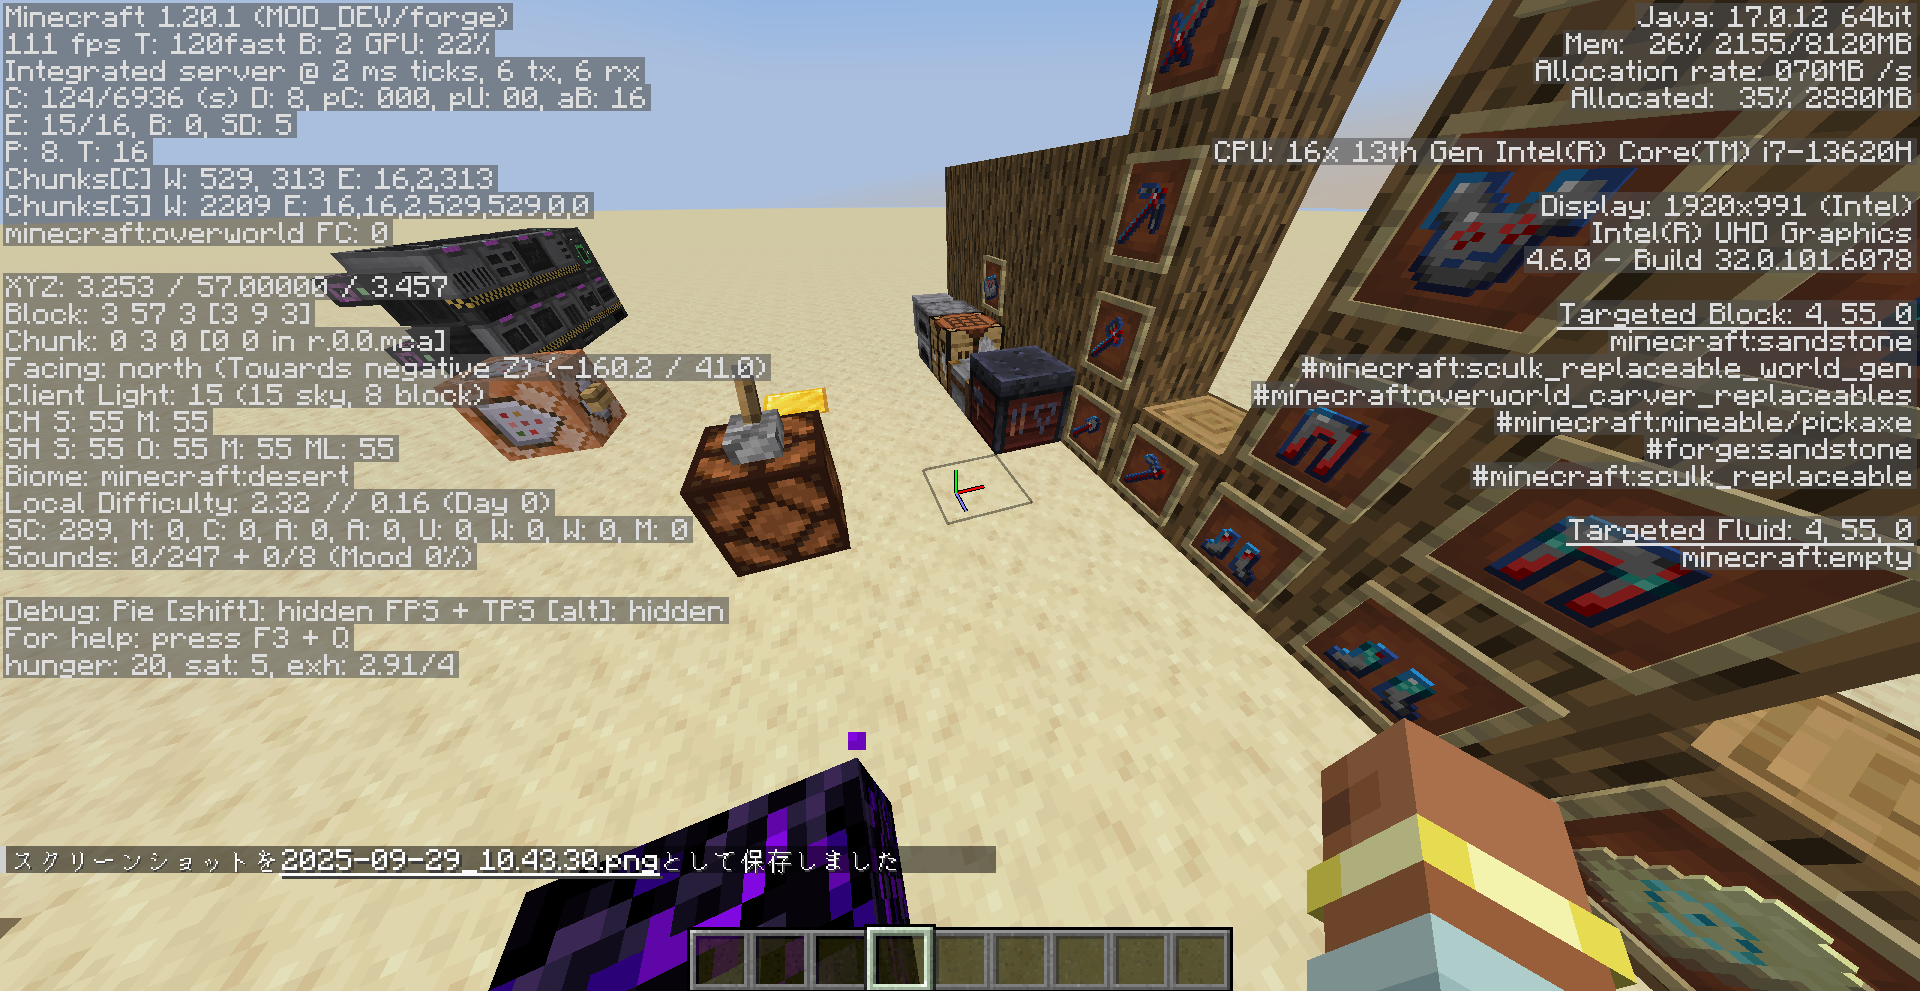 Minecraft 1.20.1 (MOD_DEV/forge)
111 fps T: 120fast B: 2 GPU: 22%
Integrated server @ 2 ms ticks, 6 tx, 6 rx
C: 124/6936 (s) D: 8, pC: 000, pU: 00, aB: 16
E: 15/16, B: 0, SD: 5
P: 8. T: 16
Chunks[C] W: 529, 313 E: 16,2,313
Chunks[S] W: 2209 E: 16,16,2,529,529,0,0
minecraft:overworld FC: 0
XYZ: 3.253 / 57.00000 / 3.457
Block: 3 57 3 [3 9 3]
Chunk: 0 3 0 [0 0 in r.0.0.mca]
Facing: north (Towards negative Z) (-160.2 / 41.0)
Client Light: 15 (15 sky, 8 block)
CH S: 55 M: 55
SH S: 55 O: 55 M: 55 ML: 55
Biome: minecraft:desert
Local Difficulty: 2.32 // 0.16 (Day 0)
SC: 289, M: 0, C: 0, A: 0, A: 0, U: 0, W: 0, W: 0, M: 0
Sounds: 0/247 + 0/8 (Mood 0%)
Debug: Pie [shift]: hidden FPS + TPS [alt]: hidden
For help: press F3 + Q
hunger: 20, sat: 5, exh: 2.91/4
Java: 17.0.12 64bit
Mem: 26% 2155/8120MB
Allocation rate: 070MB /s
Allocated: 35% 2880MB
CPU: 16x 13th Gen Intel(R) Core(TM) i7-13620H
Display: 1920x991 (Intel)
Intel(R) UHD Graphics
4.6.0 - Build 32.0.101.6078
Targeted Block: 4, 55, 0
minecraft:sandstone
#minecraft:sculk_replaceable_world_gen
#minecraft:overworld_carver_replaceables
#minecraft:mineable/pickaxe
#forge:sandstone
#minecraft:sculk_replaceable
Targeted Fluid: 4, 55, 0
minecraft:empty
スクリーンショットを2025-09-29_10.43.30.pngとして保存しました